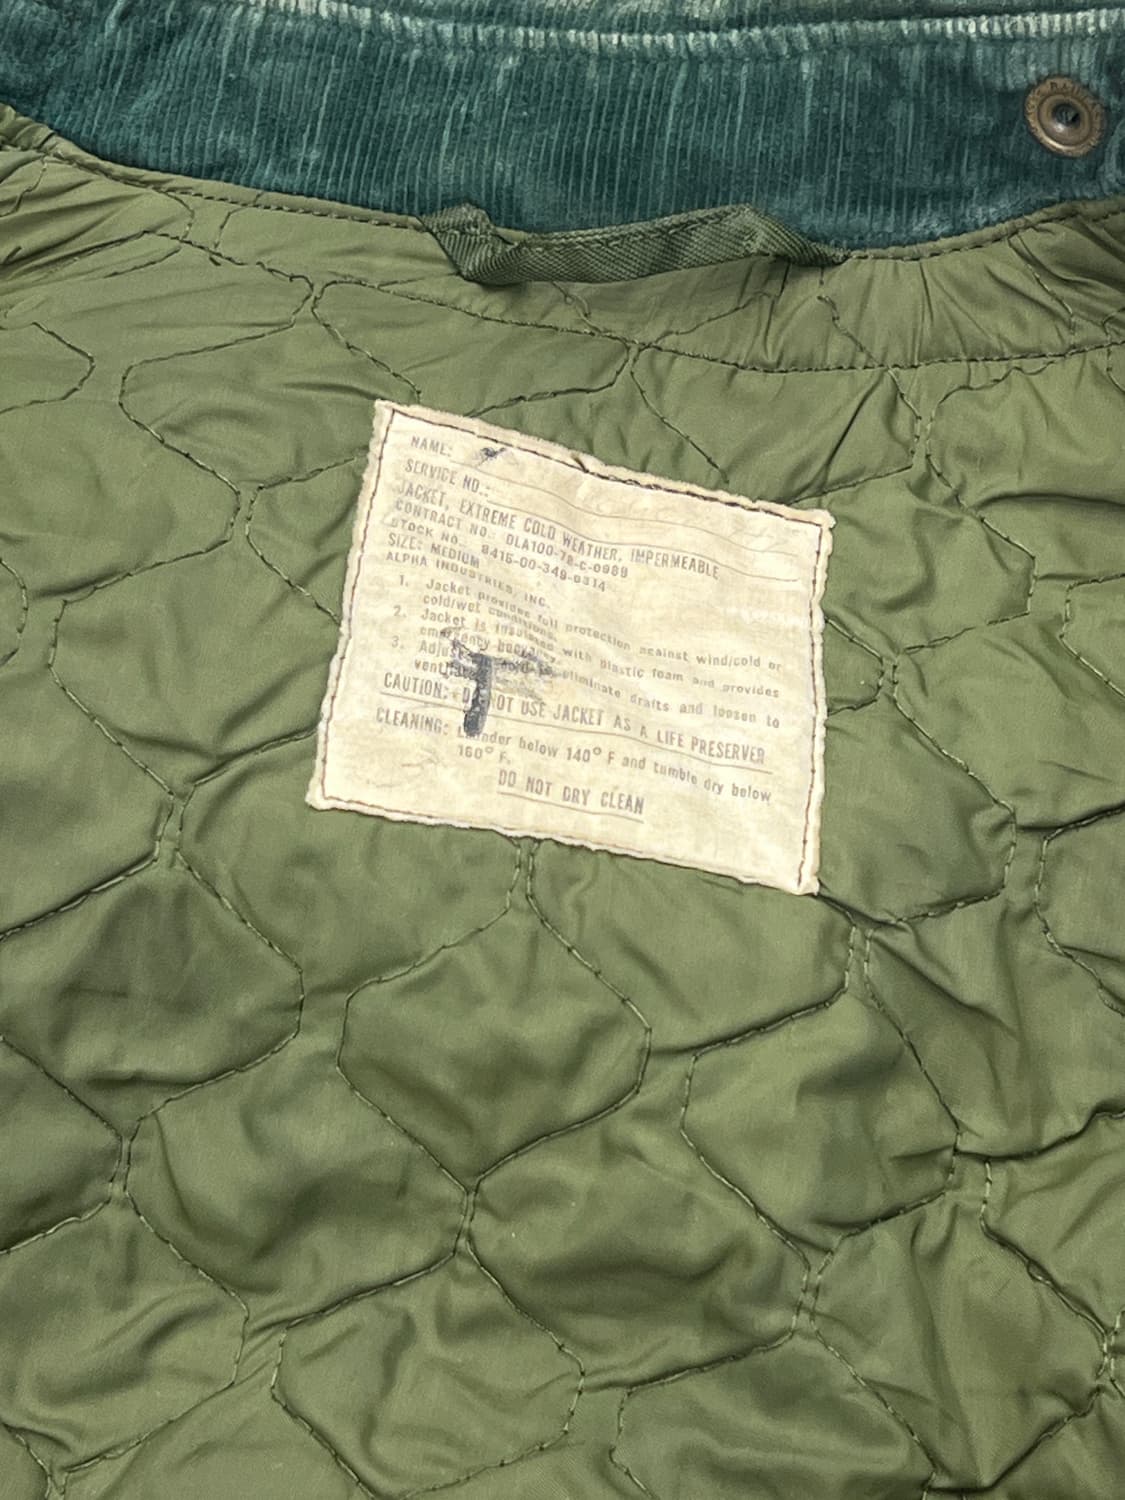 NAME:
SERVICE NO.:
JACKET, EXTREME COLD WEATHER, IMPERMEABLE
CONTRACT NO. DLA100-78-C-0989
STOCK NO. 8415-00-349-9314
SIZE: MEDIUM
ALPHA INDUSTRIES, INC.
1. Jacket provides full protection against wind/cold or
cold/wet conditions.
2. Jacket is insulated with plastic foam and provides
emergency buoyancy.
3. Adjust to eliminate drafts and loosen to
CAUTION: DO NOT USE JACKET AS A LIFE PRESERVER
CLEANING: Launder below 140° F and tumble dry below
160° F.
DO NOT DRY CLEAN